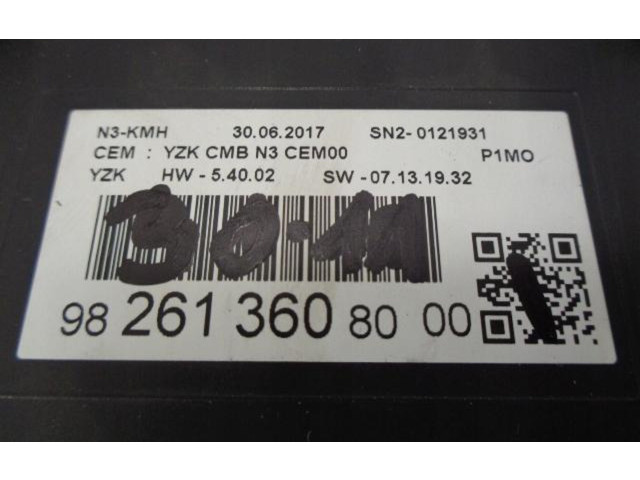 N3-KMH 30.06.2017 SN2-0121931
CEM : YZK CMB N3 CEM00 P1MO
YZK HW - 5.40.02 SW - 07.13.19.32
30.11
98 261 360 80 00